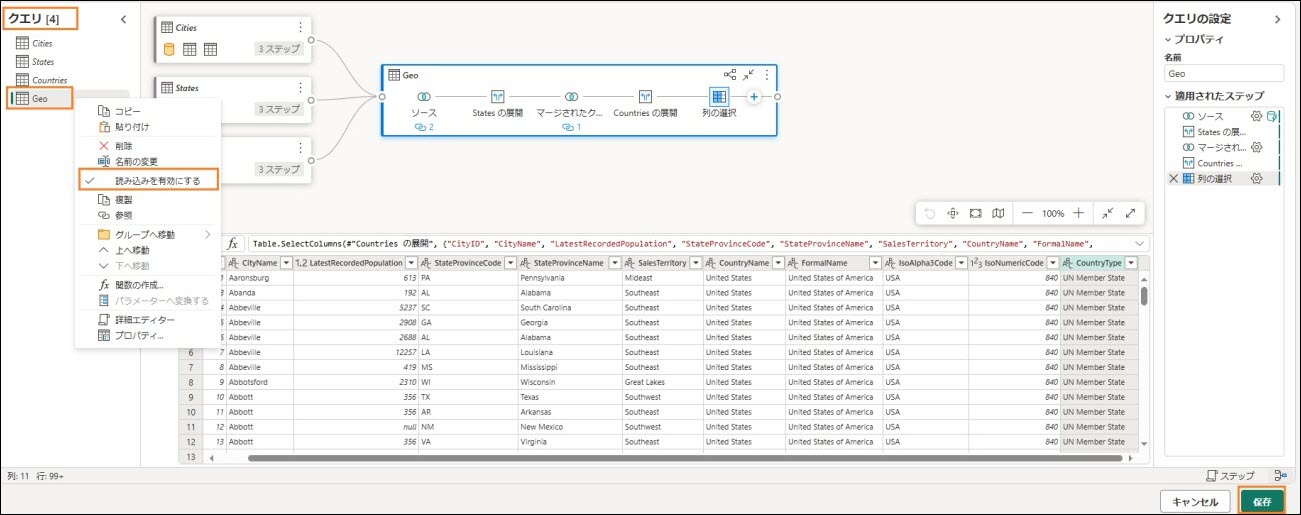 クエリ [4]
Cities
States
Countries
Geo
コピー
貼り付け
削除
名前の変更
読み込みを有効にする
複製
参照
グループへ移動
上へ移動
下へ移動
関数の作成...
パラメーターへ変換する
詳細エディター
プロパティ...
Cities
3 ステップ
States
3 ステップ
3 ステップ
Geo
ソース
States の展開
マージされたク...
Countries の展開
列の選択
2
1
100%
fx
Table.SelectColumns(#"Countries の展開", {"CityID", "CityName", "LatestRecordedPopulation", "StateProvinceCode", "StateProvinceName", "SalesTerritory", "CountryName", "FormalName",
CityName 1.2 LatestRecordedPopulation StateProvinceCode StateProvinceName SalesTerritory CountryName FormalName IsoAlpha3Code 1²3 IsoNumericCode CountryType
1 Aaronsburg 613 PA Pennsylvania Mideast United States United States of America USA 840 UN Member State
3 Abanda 192 AL Alabama Southeast United States United States of America USA 840 UN Member State
4 Abbeville 5237 SC South Carolina Southeast United States United States of America USA 840 UN Member State
5 Abbeville 2908 GA Georgia Southeast United States United States of America USA 840 UN Member State
6 Abbeville 2688 AL Alabama Southeast United States United States of America USA 840 UN Member State
6 7 Abbeville 12257 LA Louisiana Southeast United States United States of America USA 840 UN Member State
7 8 Abbeville 419 MS Mississippi Southeast United States United States of America USA 840 UN Member State
8 9 Abbotsford 2310 WI Wisconsin Great Lakes United States United States of America USA 840 UN Member State
9 10 Abbott 356 TX Texas Southwest United States United States of America USA 840 UN Member State
10 11 Abbott 356 AR Arkansas Southeast United States United States of America USA 840 UN Member State
11 12 Abbott null NM New Mexico Southwest United States United States of America USA 840 UN Member State
12 13 Abbott 356 VA Virginia Southeast United States United States of America USA 840 UN Member State
13
クエリの設定
プロパティ
名前
Geo
適用されたステップ
ソース
States の展...
マージされ...
Countries ...
列の選択
列: 11 行: 99+
ステップ
キャンセル
保存